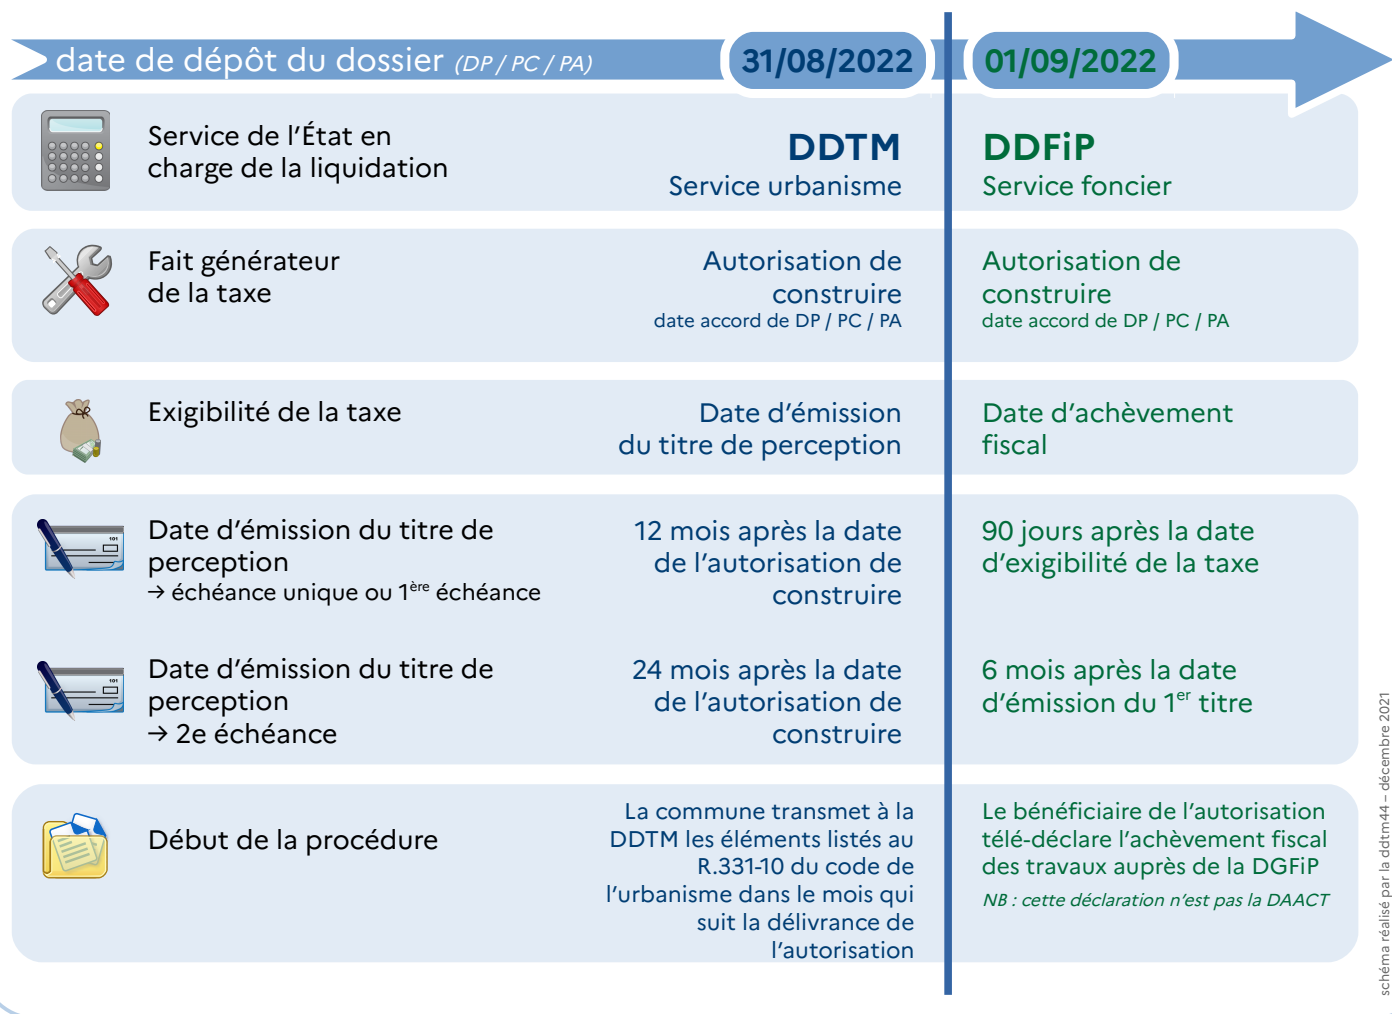 date de dépôt du dossier (DP / PC / PA)
31/08/2022
01/09/2022
Service de l'État en
charge de la liquidation
DDTM
Service urbanisme
DDFiP
Service foncier
Fait générateur
de la taxe
Autorisation de
construire
date accord de DP / PC / PA
Autorisation de
construire
date accord de DP / PC / PA
Exigibilité de la taxe
Date d'émission
du titre de perception
Date d'achèvement
fiscal
Date d'émission du titre de
perception
→ échéance unique ou 1ère échéance
12 mois après la date
de l'autorisation de
construire
90 jours après la date
d'exigibilité de la taxe
Date d'émission du titre de
perception
→ 2e échéance
24 mois après la date
de l'autorisation de
construire
6 mois après la date
d'émission du 1er titre
Début de la procédure
La commune transmet à la
DDTM les éléments listés au
R.331-10 du code de
l'urbanisme dans le mois qui
suit la délivrance de
l'autorisation
Le bénéficiaire de l'autorisation
télé-déclare l'achèvement fiscal
des travaux auprès de la DGFiP
NB : cette déclaration n'est pas la DAACT
schéma réalisé par la ddtm44 – décembre 2021
101
101